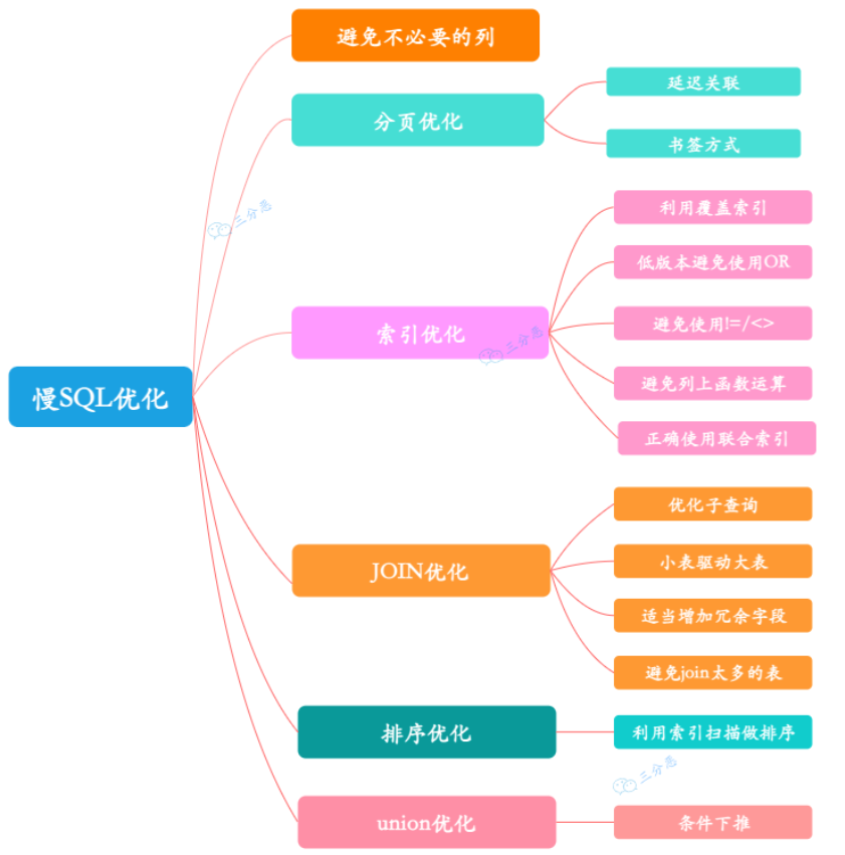 避免不必要的列
延迟关联
分页优化
书签方式
三分恶
利用覆盖索引
低版本避免使用OR
索引优化
避免使用!=/<>
三分恶
避免列上函数运算
慢SQL优化
正确使用联合索引
优化子查询
小表驱动大表
JOIN优化
适当增加冗余字段
避免join太多的表
排序优化
利用索引扫描做排序
三分恶
union优化
条件下推